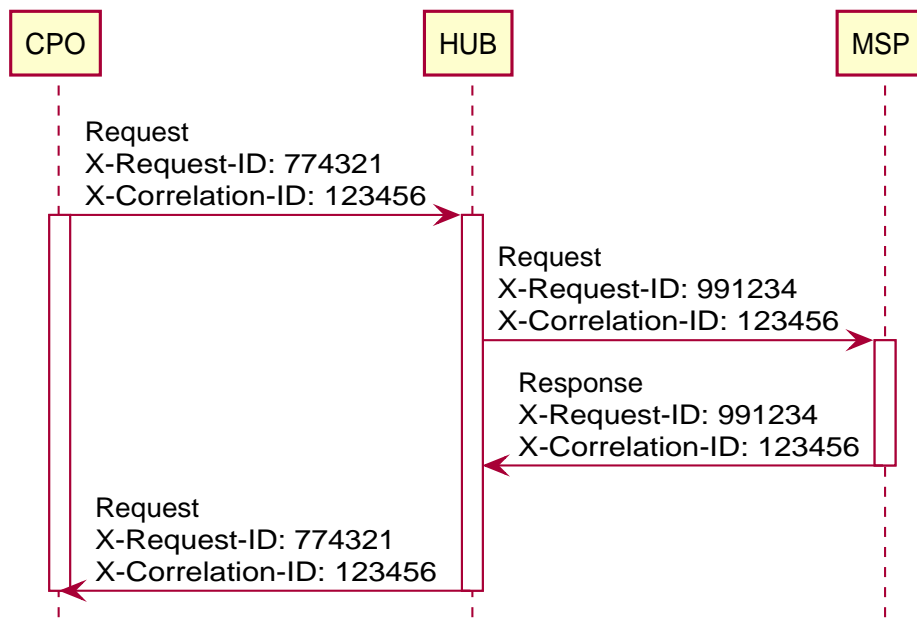 CPO
HUB
MSP
Request
X-Request-ID: 774321
X-Correlation-ID: 123456
Request
X-Request-ID: 991234
X-Correlation-ID: 123456
Response
X-Request-ID: 991234
X-Correlation-ID: 123456
Request
X-Request-ID: 774321
X-Correlation-ID: 123456